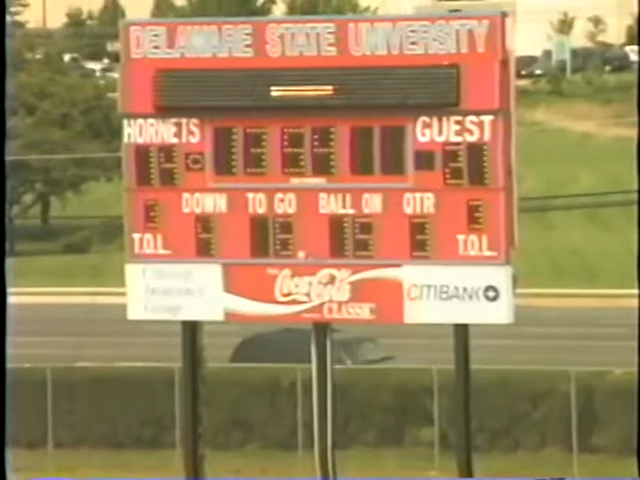 DELAWARE STATE UNIVERSITY
HORNETS GUEST
DOWN TO GO BALL ON QTR
T.O.L. T.O.L.
Coca-Cola
CLASSIC
CITIBANK